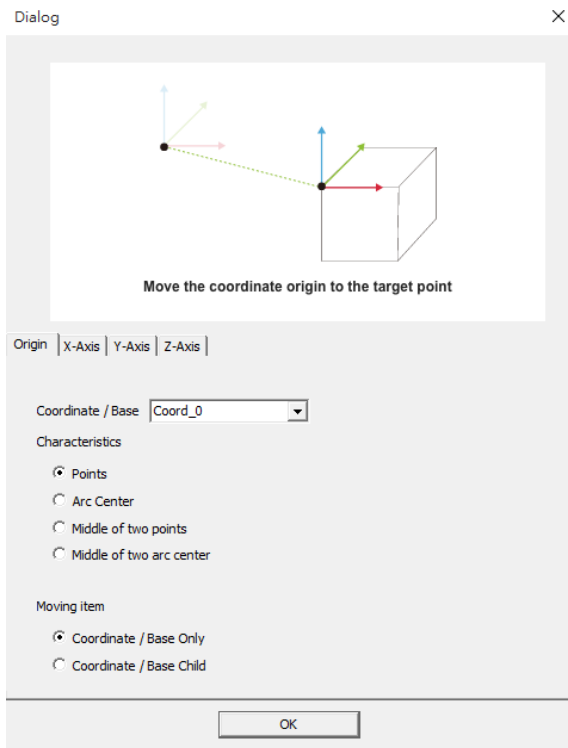 Dialog
Move the coordinate origin to the target point
Origin X-Axis Y-Axis Z-Axis
Coordinate / Base Coord_0
Characteristics
Points
Arc Center
Middle of two points
Middle of two arc center
Moving item
Coordinate / Base Only
Coordinate / Base Child
OK